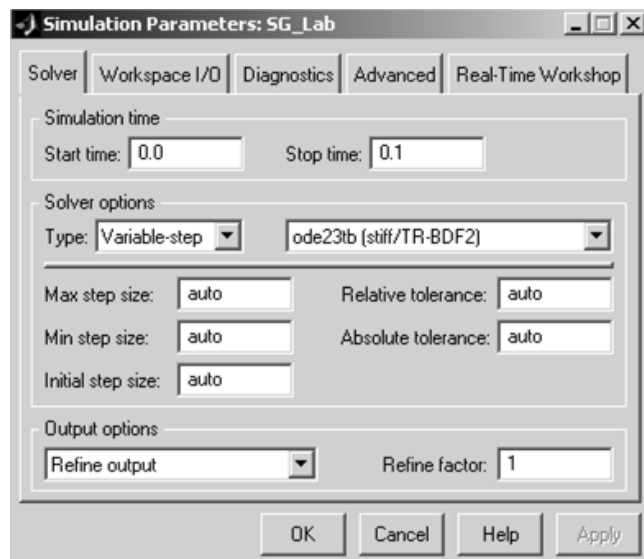 Simulation Parameters: SG_Lab
Solver Workspace I/O Diagnostics Advanced Real-Time Workshop
Simulation time
Start time: 0.0 Stop time: 0.1
Solver options
Type: Variable-step ode23tb (stiff/TR-BDF2)
Max step size: auto Relative tolerance: auto
Min step size: auto Absolute tolerance: auto
Initial step size: auto
Output options
Refine output Refine factor: 1
OK Cancel Help Apply